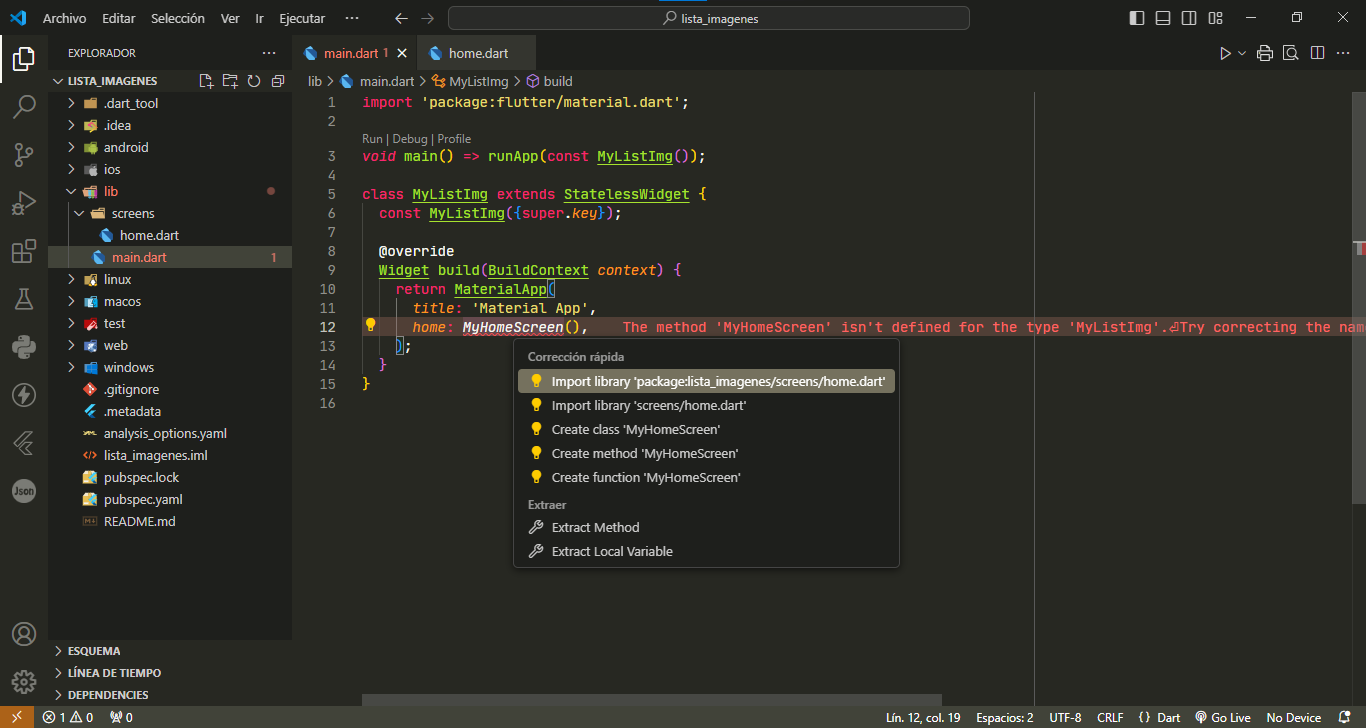 Archivo Editar Selección Ver Ir Ejecutar ··· lista_imagenes
EXPLORADOR ···
main.dart 1
home.dart
LISTA_IMAGENES
.dart_tool
.idea
android
ios
lib
screens
home.dart
main.dart 1
linux
macos
test
web
windows
.gitignore
.metadata
analysis_options.yaml
lista_imagenes.iml
pubspec.lock
pubspec.yaml
README.md
ESQUEMA
LÍNEA DE TIEMPO
DEPENDENCIES
Json
lib > main.dart > MyListImg > build
1 import 'package:flutter/material.dart';
2
Run | Debug | Profile
3 void main() => runApp(const MyListImg());
4
5 class MyListImg extends StatelessWidget {
6 const MyListImg({super.key});
7
8 @override
9 Widget build(BuildContext context) {
10 return MaterialApp(
11 title: 'Material App',
12 home: MyHomeScreen(), The method 'MyHomeScreen' isn't defined for the type 'MyListImg'.⏎Try correcting the nam
13 );
14 }
15 }
16
Corrección rápida
Import library 'package:lista_imagenes/screens/home.dart'
Import library 'screens/home.dart'
Create class 'MyHomeScreen'
Create method 'MyHomeScreen'
Create function 'MyHomeScreen'
Extraer
Extract Method
Extract Local Variable
1 0 0 Lín. 12, col. 19 Espacios: 2 UTF-8 CRLF {} Dart Go Live No Device